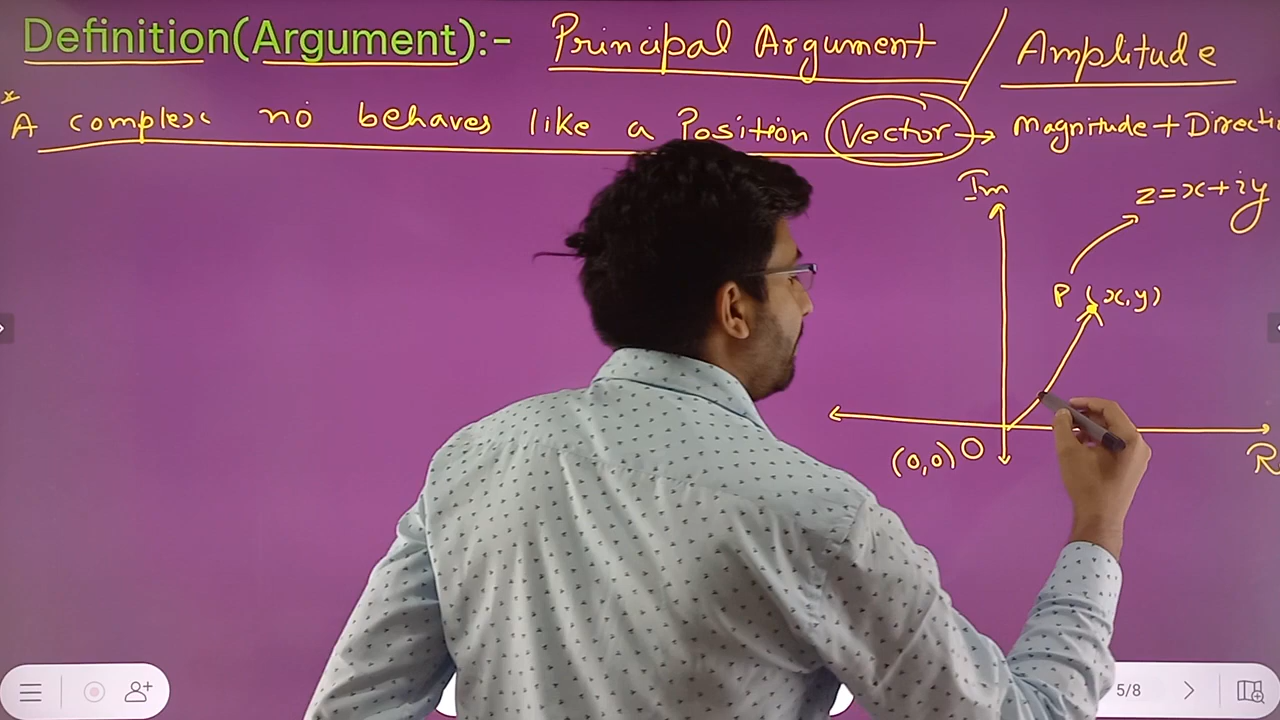 Definition(Argument):- Principal Argument / Amplitude
* A complex no behaves like a Position Vector → Magnitude + Directi
Im
z = x + iy
P (x,y)
(0,0) O
R
5/8